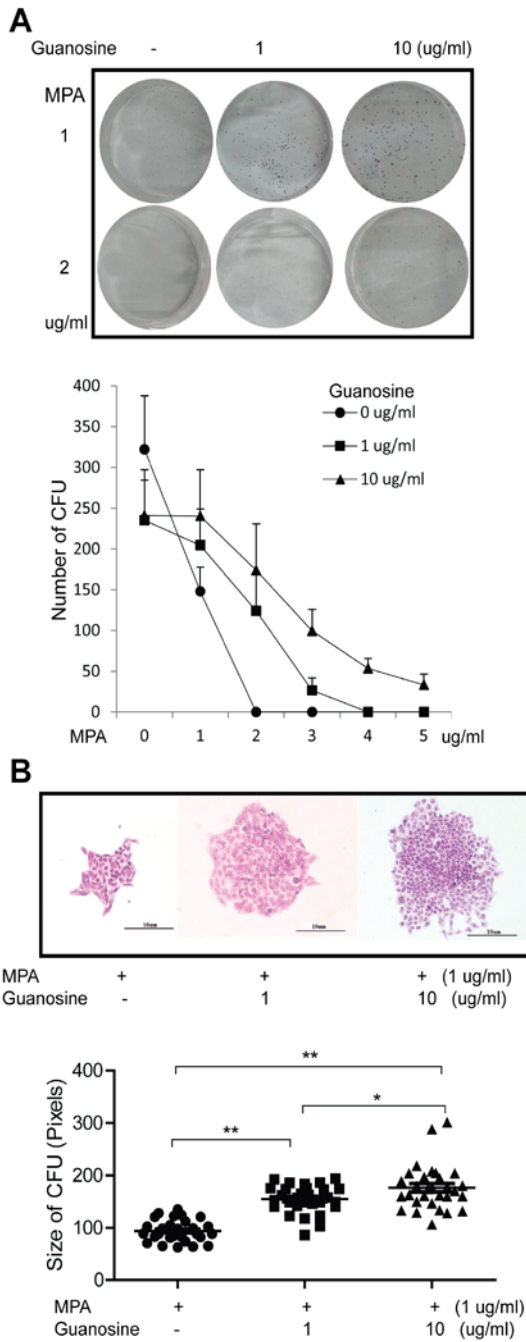 A
Guanosine - 1 10 (ug/ml)
MPA
1
2
ug/ml
400
350
300
250
200
150
100
50
0
Number of CFU
Guanosine
0 ug/ml
1 ug/ml
10 ug/ml
MPA 0 1 2 3 4 5 ug/ml
B
MPA + + + (1 ug/ml)
Guanosine - 1 10 (ug/ml)
400
300
200
100
0
Size of CFU (Pixels)
**
*
**
MPA + + + (1 ug/ml)
Guanosine - 1 10 (ug/ml)